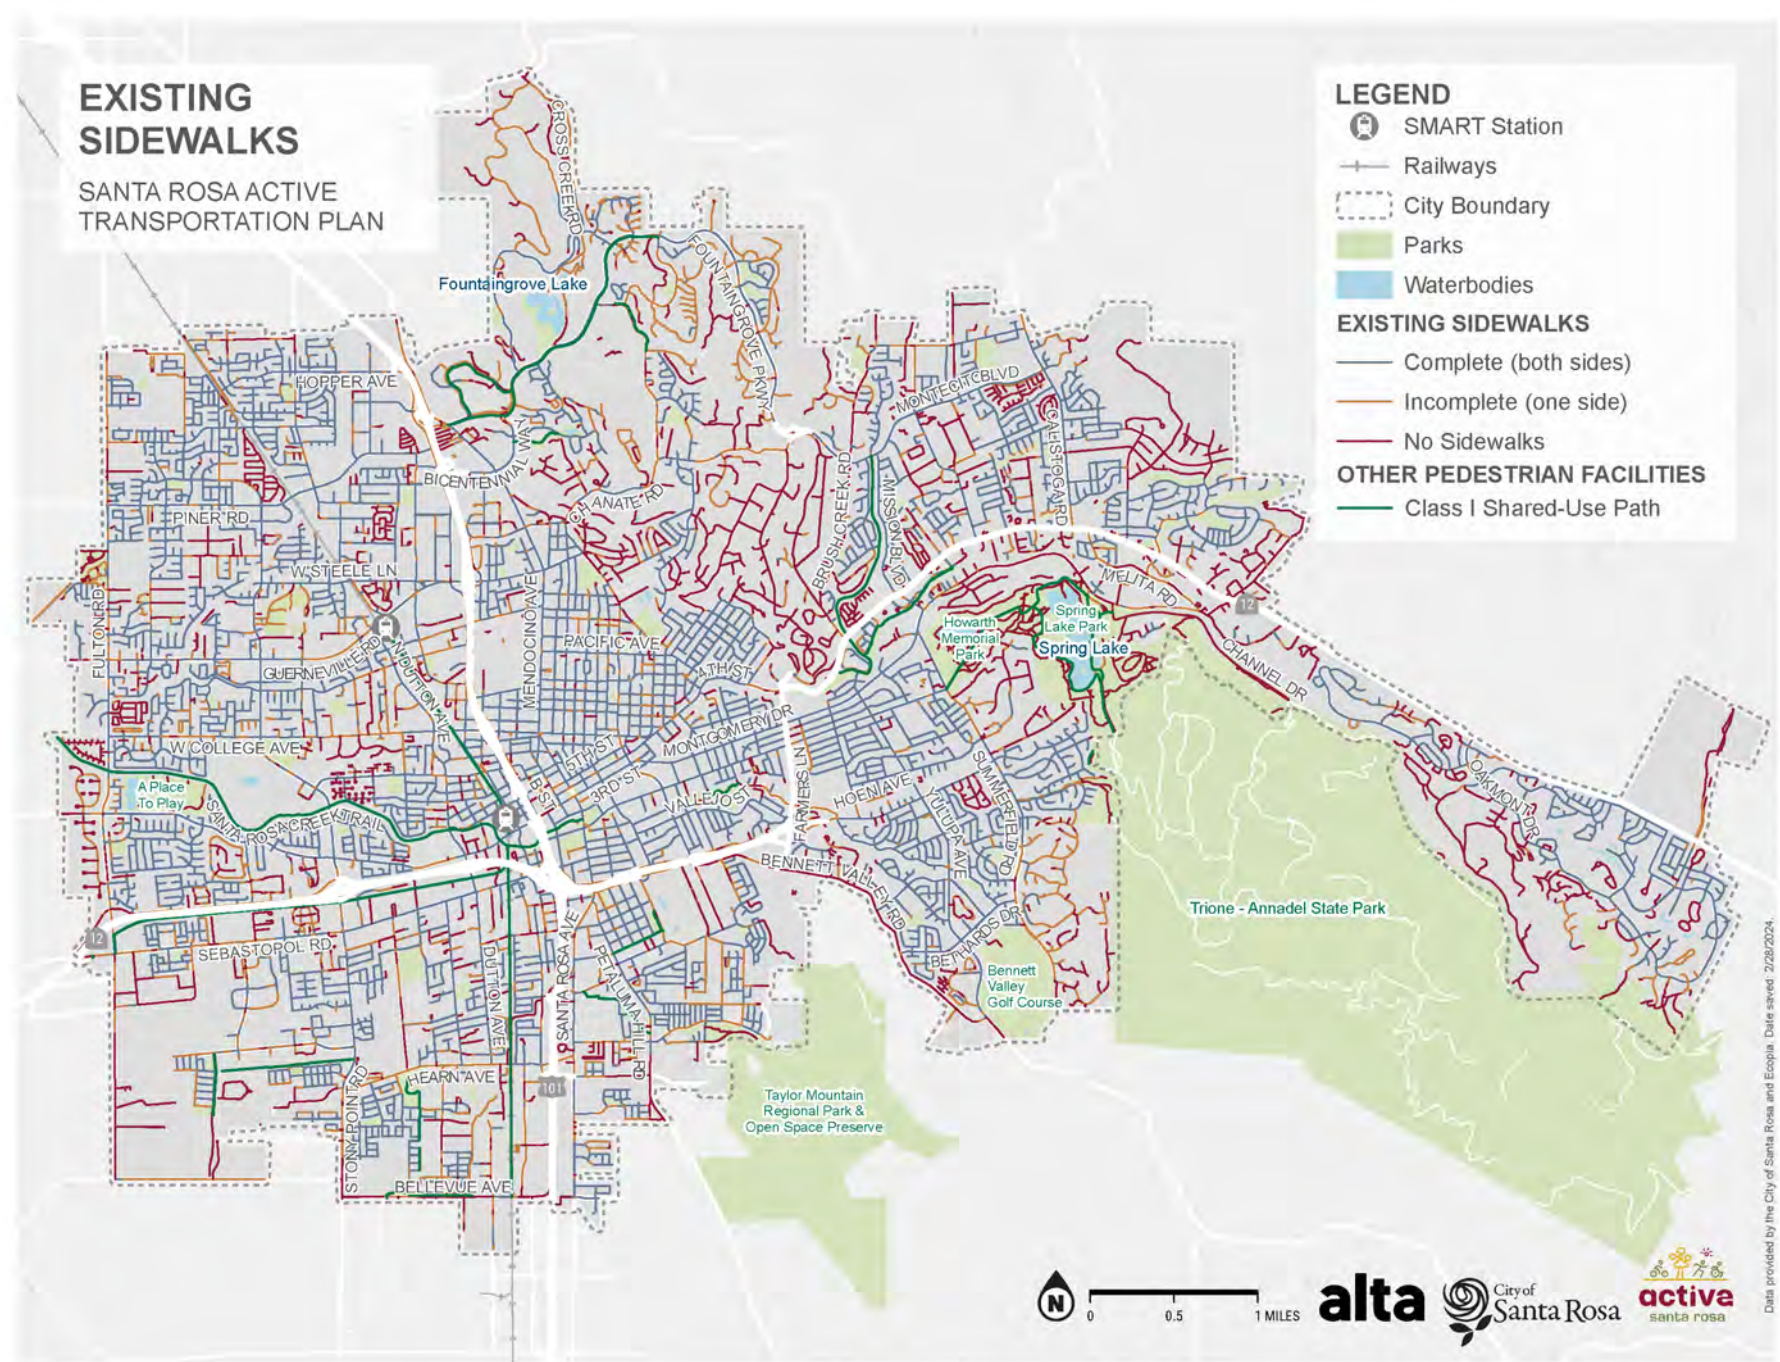 EXISTING
SIDEWALKS
SANTA ROSA ACTIVE
TRANSPORTATION PLAN
LEGEND
SMART Station
Railways
City Boundary
Parks
Waterbodies
EXISTING SIDEWALKS
Complete (both sides)
Incomplete (one side)
No Sidewalks
OTHER PEDESTRIAN FACILITIES
Class I Shared-Use Path
CROSS CREEK RD
Fountaingrove Lake
FOUNTAINGROVE PKWY
HOPPER AVE
MONTECITO BLVD
CALISTOGA RD
BICENTENNIAL WAY
CHANATE RD
BRUSH CREEK RD
MISSION BLVD
PINER RD
W STEELE LN
MELITA RD
12
FULTON RD
MENDOCINO AVE
PACIFIC AVE
Howarth
Memorial
Park
Spring
Lake Park
Spring Lake
GUERNEVILLE RD
N DUTTON AVE
4TH ST
CHANNEL DR
MONTGOMERY DR
W COLLEGE AVE
5TH ST
B ST
3RD ST
VALLEJO ST
FARMERS LN
HOEN AVE
YULUPA AVE
SUMMERFIELD RD
OAKMONT DR
A Place
To Play
SANTA ROSA CREEK TRAIL
BENNETT VALLEY RD
Trione - Annadel State Park
12
SEBASTOPOL RD
DUTTON AVE
SANTA ROSA AVE
PETALUMA HILL RD
BETHARDS DR
Bennett
Valley
Golf Course
HEARN AVE
STONY POINT RD
101
Taylor Mountain
Regional Park &
Open Space Preserve
BELLEVUE AVE
N
0 0.5 1 MILES
alta
City of
Santa Rosa
active
santa rosa
Data provided by the City of Santa Rosa and Ecopia. Date saved 2/28/2024.